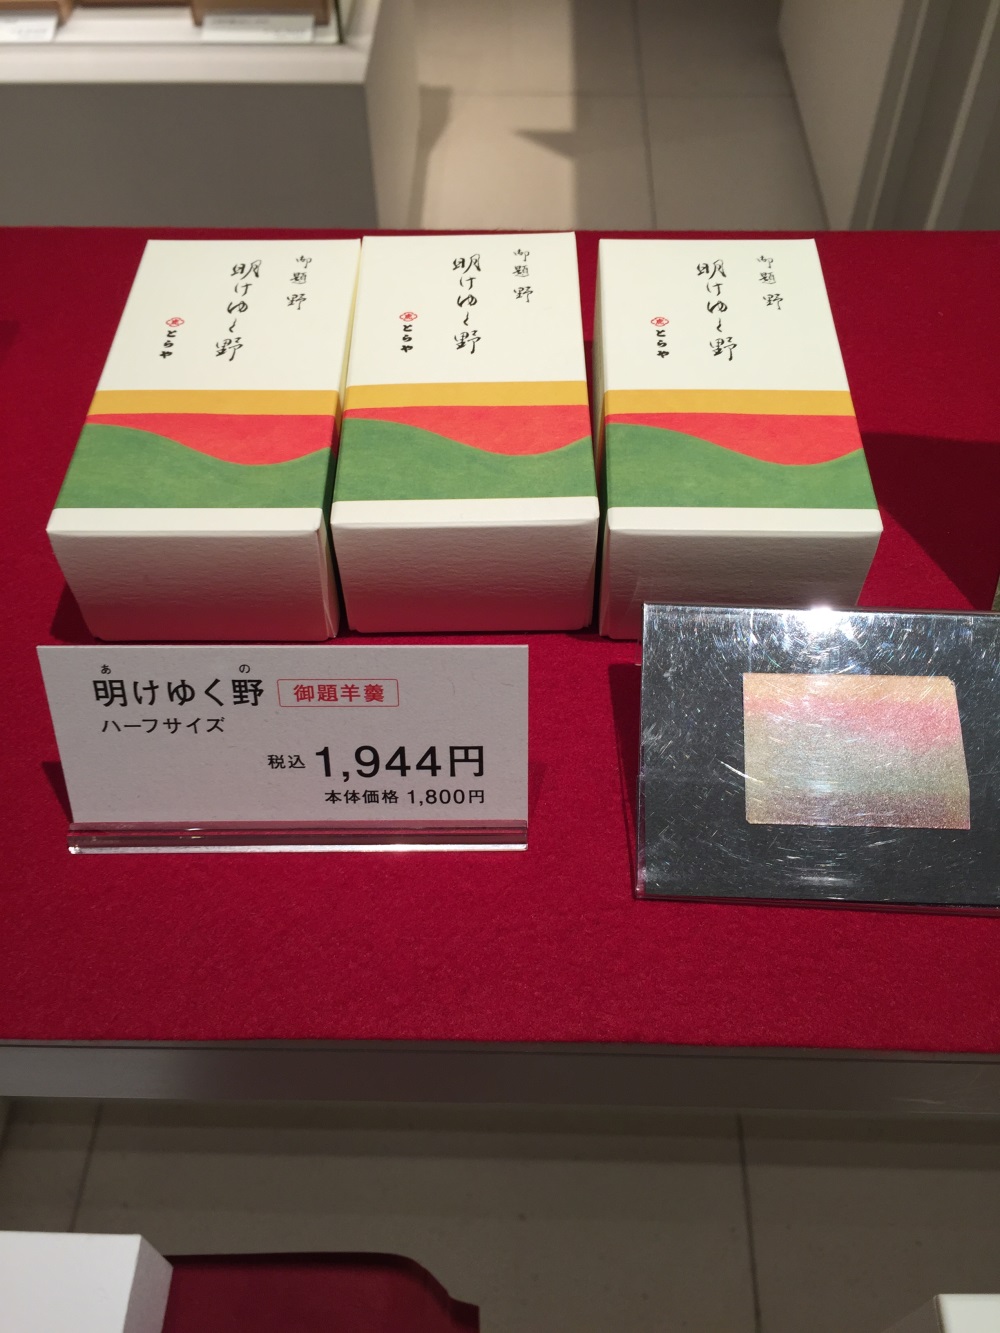 御題 野
明けゆく野
とらや
御題 野
明けゆく野
とらや
御題 野
明けゆく野
とらや
あ の
明けゆく野 御題羊羹
ハーフサイズ
税込 1,944円
本体価格 1,800円